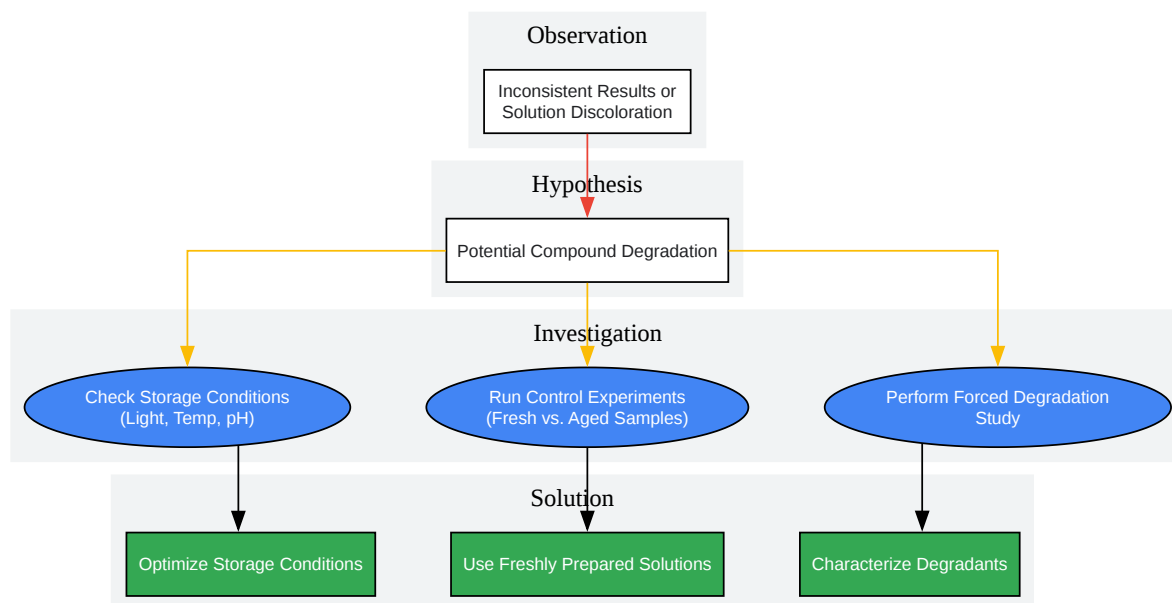 Observation
Inconsistent Results or
Solution Discoloration
Hypothesis
Potential Compound Degradation
Investigation
Check Storage Conditions
(Light, Temp, pH)
Run Control Experiments
(Fresh vs. Aged Samples)
Perform Forced Degradation
Study
Solution
Optimize Storage Conditions
Use Freshly Prepared Solutions
Characterize Degradants